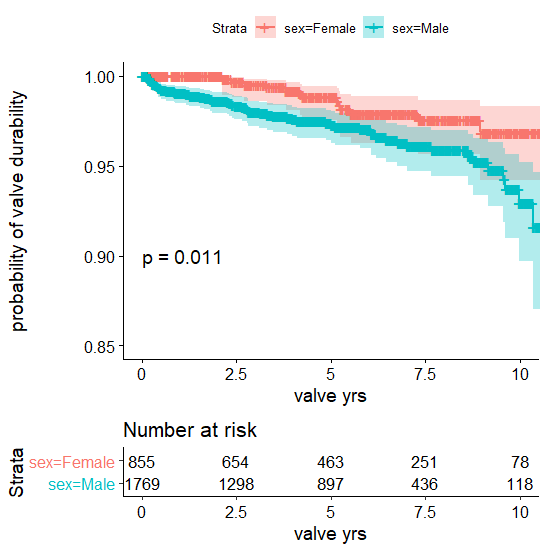 Strata sex=Female sex=Male
probability of valve durability
1.00
0.95
0.90
0.85
p = 0.011
0 2.5 5 7.5 10
valve yrs
Number at risk
Strata
sex=Female 855 654 463 251 78
sex=Male 1769 1298 897 436 118
0 2.5 5 7.5 10
valve yrs